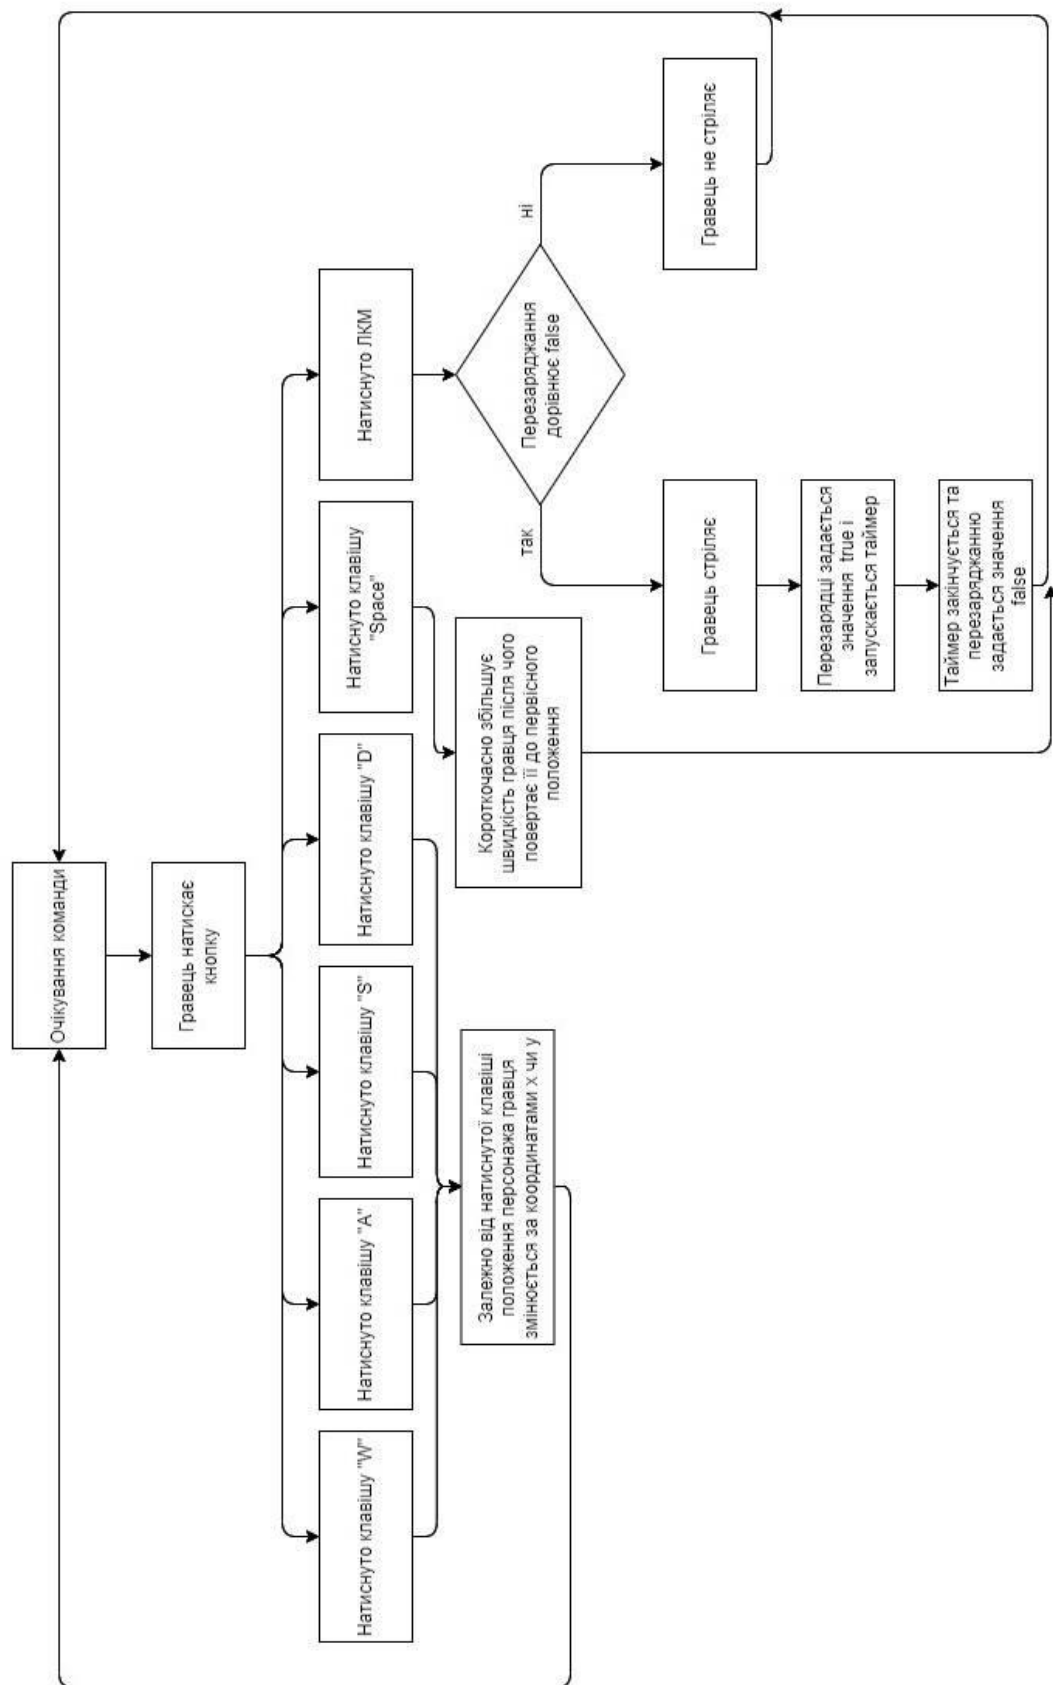 Очікування команди
Гравець натискає
кнопку
Натиснуто клавішу "W"
Натиснуто клавішу "A"
Натиснуто клавішу "S"
Натиснуто клавішу "D"
Натиснуто клавішу
"Space"
Натиснуто ЛКМ
Залежно від натиснутої клавіші
положення персонажа гравця
змінюється за координатами х чи у
Короткочасно збільшує
швидкість гравця після чого
повертає її до первісного
положення
Перезаряджання
дорівнює false
так
ні
Гравець стріляє
Гравець не стріляє
Перезарядці задається
значення true і
запускається таймер
Таймер закінчується та
перезаряджанню
задається значення
false